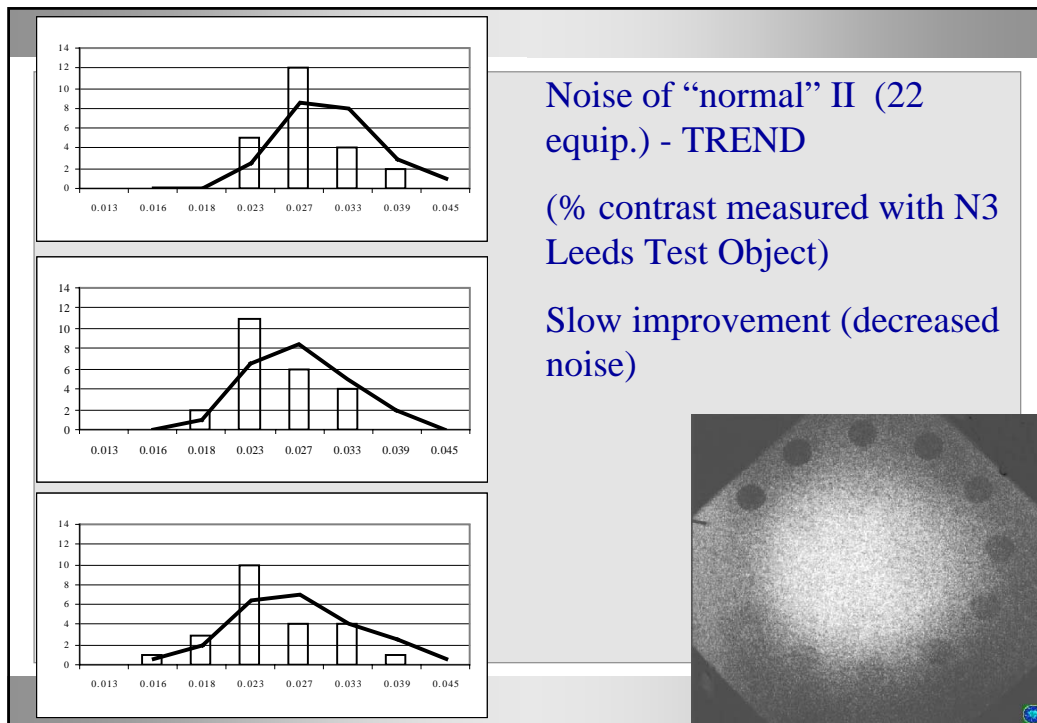 14
12
10
8
6
4
2
0
0.013 0.016 0.018 0.023 0.027 0.033 0.039 0.045
14
12
10
8
6
4
2
0
0.013 0.016 0.018 0.023 0.027 0.033 0.039 0.045
14
12
10
8
6
4
2
0
0.013 0.016 0.018 0.023 0.027 0.033 0.039 0.045
Noise of “normal” II (22
equip.) - TREND
(% contrast measured with N3
Leeds Test Object)
Slow improvement (decreased
noise)